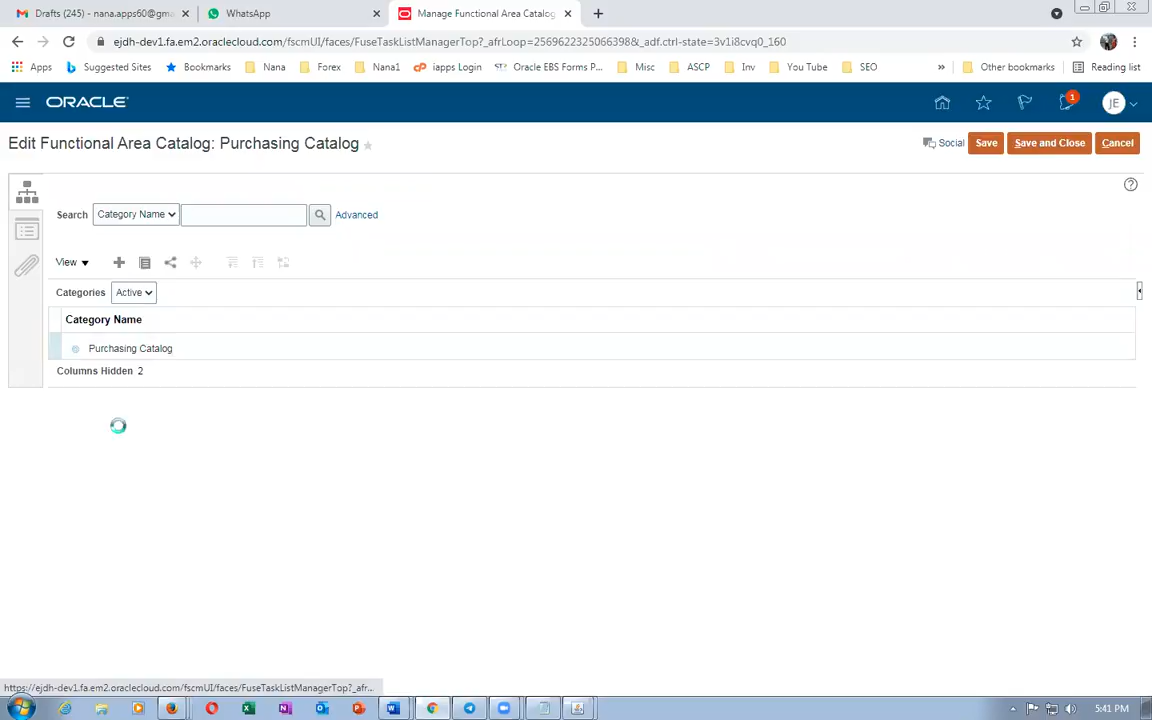 Drafts (245) - nana.apps60@gma
WhatsApp
Manage Functional Area Catalog
ejdh-dev1.fa.em2.oraclecloud.com/fscmUI/faces/FuseTaskListManagerTop?_afrLoop=2569622325066398&_adf.ctrl-state=3v1i8cvq0_160
Apps Suggested Sites Bookmarks Nana Forex Nana1 iapps Login Oracle EBS Forms P... Misc ASCP Inv You Tube SEO » Other bookmarks Reading list
ORACLE 1 JE
Edit Functional Area Catalog: Purchasing Catalog Social Save Save and Close Cancel
Search Category Name Advanced
View
Categories Active
Category Name
Purchasing Catalog
Columns Hidden 2
https://ejdh-dev1.fa.em2.oraclecloud.com/fscmUI/faces/FuseTaskListManagerTop?_afr...
5:41 PM